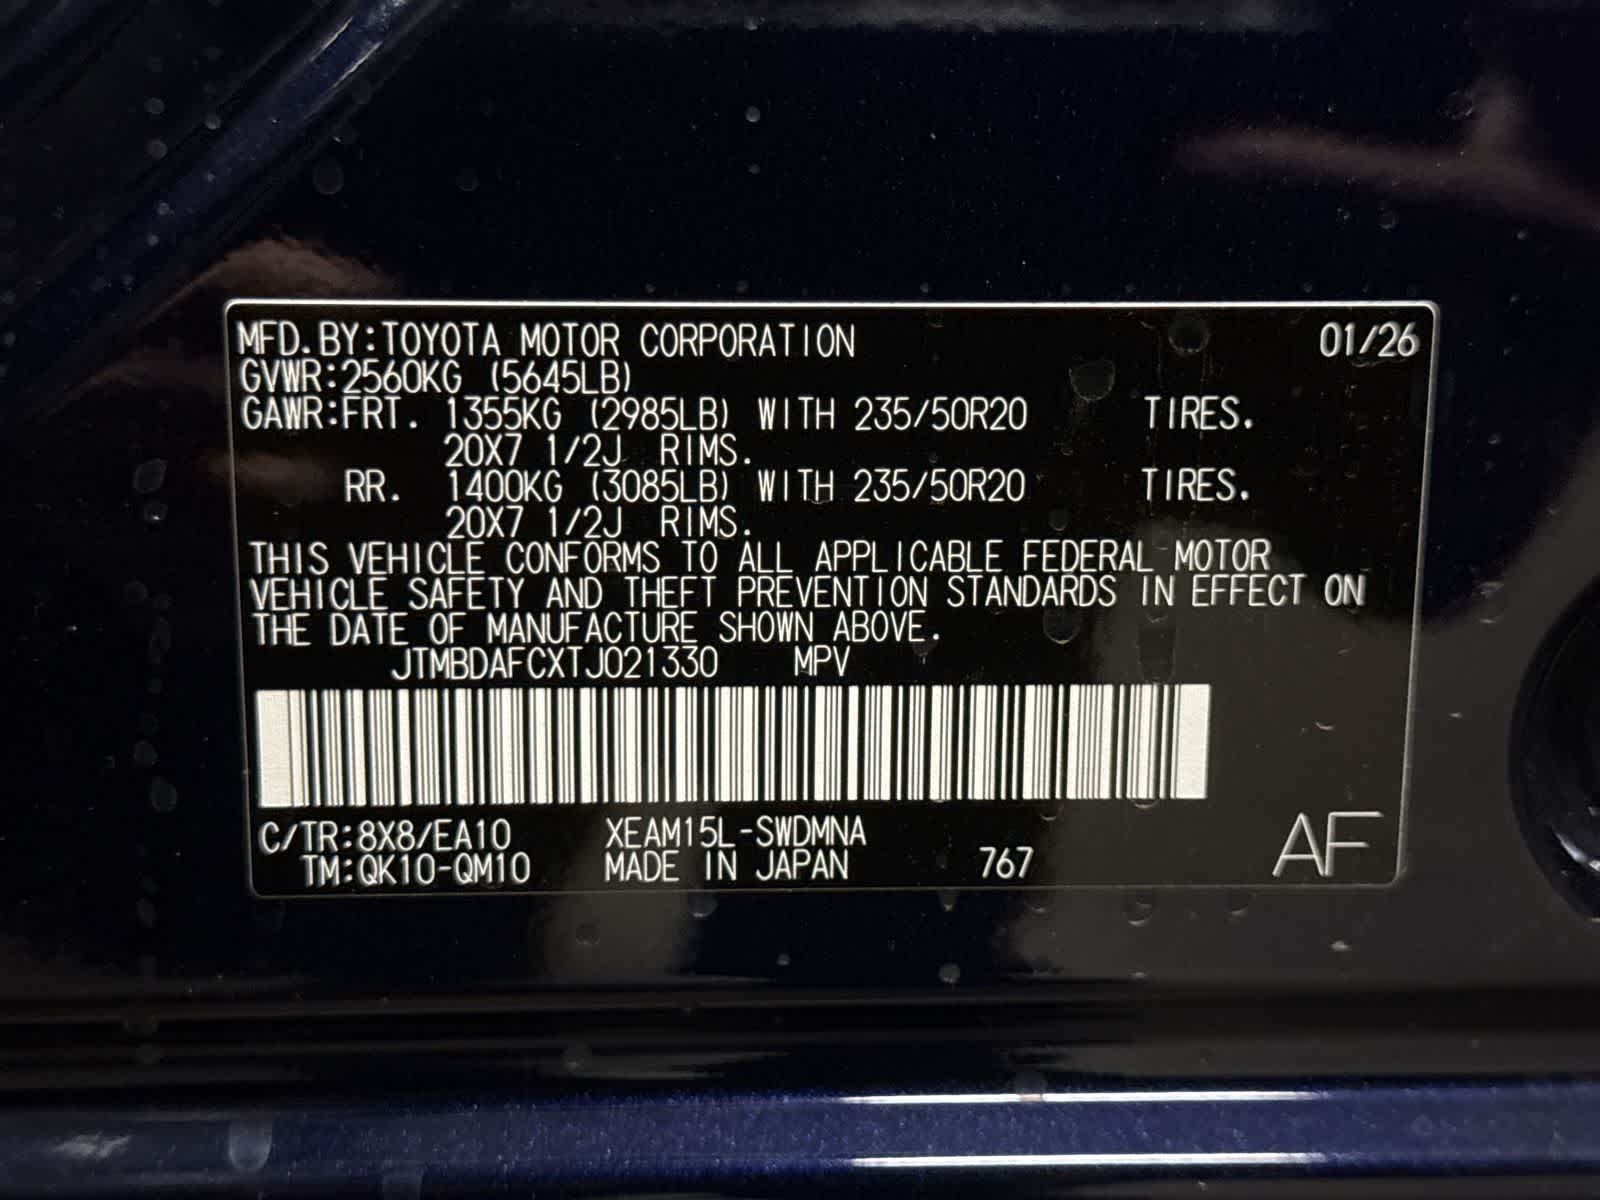 MFD.BY:TOYOTA MOTOR CORPORATION 01/26
GVWR:2560KG (5645LB)
GAWR:FRT. 1355KG (2985LB) WITH 235/50R20 TIRES.
20X7 1/2J RIMS.
RR. 1400KG (3085LB) WITH 235/50R20 TIRES.
20X7 1/2J RIMS.
THIS VEHICLE CONFORMS TO ALL APPLICABLE FEDERAL MOTOR
VEHICLE SAFETY AND THEFT PREVENTION STANDARDS IN EFFECT ON
THE DATE OF MANUFACTURE SHOWN ABOVE.
JTMBDAFCXTJ021330 MPV
C/TR:8X8/EA10 XEAM15L-SWDMNA
TM:QK10-QM10 MADE IN JAPAN 767 AF